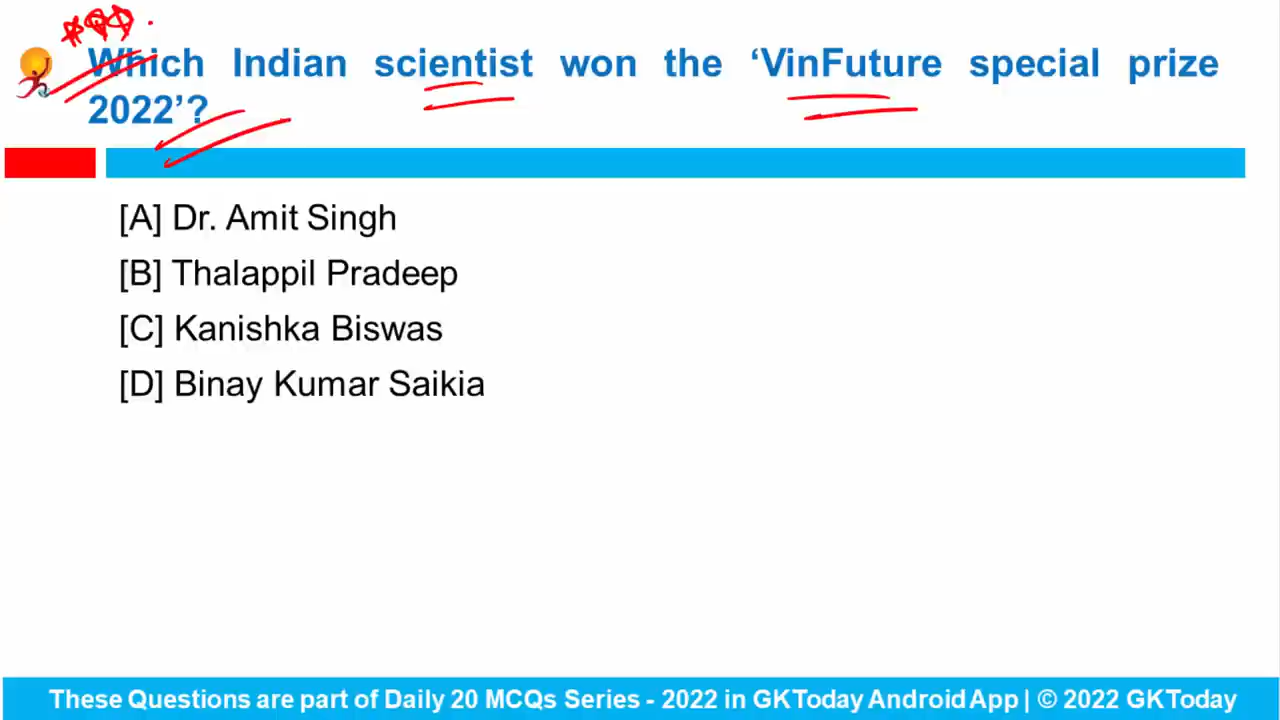 Which Indian scientist won the ‘VinFuture special prize
2022’?
[A] Dr. Amit Singh
[B] Thalappil Pradeep
[C] Kanishka Biswas
[D] Binay Kumar Saikia
These Questions are part of Daily 20 MCQs Series - 2022 in GKToday Android App | © 2022 GKToday